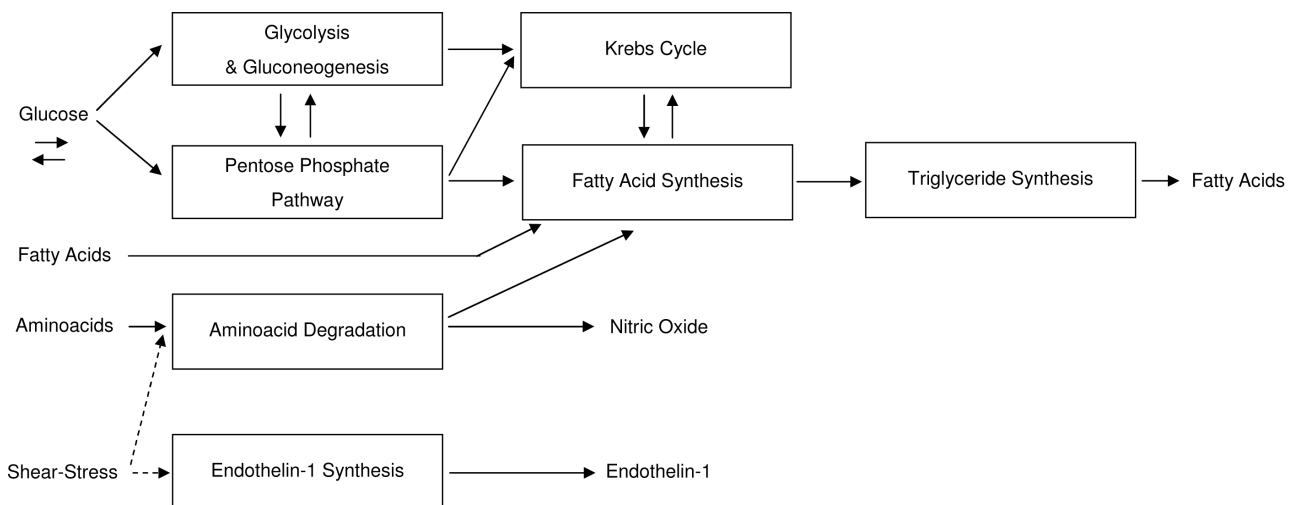 Glycolysis
& Gluconeogenesis
Krebs Cycle
Glucose
Pentose Phosphate
Pathway
Fatty Acid Synthesis
Triglyceride Synthesis
Fatty Acids
Fatty Acids
Aminoacids
Aminoacid Degradation
Nitric Oxide
Shear-Stress
Endothelin-1 Synthesis
Endothelin-1